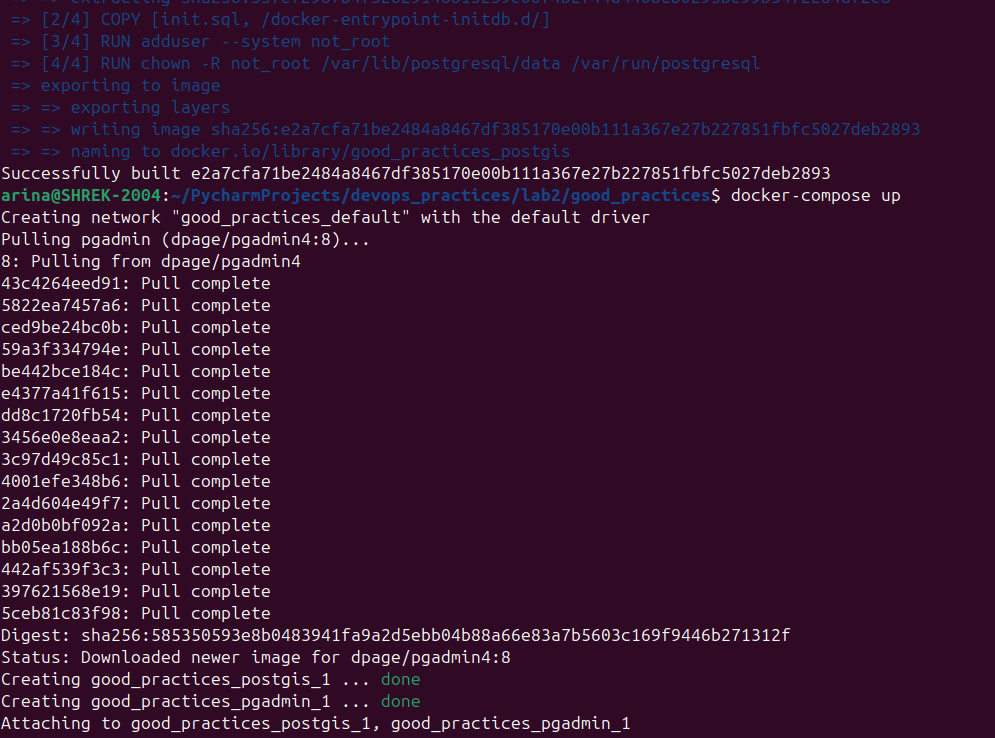 => [2/4] COPY [init.sql, /docker-entrypoint-initdb.d/]
=> [3/4] RUN adduser --system not_root
=> [4/4] RUN chown -R not_root /var/lib/postgresql/data /var/run/postgresql
=> exporting to image
=> => exporting layers
=> => writing image sha256:e2a7cfa71be2484a8467df385170e00b111a367e27b227851fbfc5027deb2893
=> => naming to docker.io/library/good_practices_postgis
Successfully built e2a7cfa71be2484a8467df385170e00b111a367e27b227851fbfc5027deb2893
arina@SHREK-2004:~/PycharmProjects/devops_practices/lab2/good_practices$ docker-compose up
Creating network "good_practices_default" with the default driver
Pulling pgadmin (dpage/pgadmin4:8)...
8: Pulling from dpage/pgadmin4
43c4264eed91: Pull complete
5822ea7457a6: Pull complete
ced9be24bc0b: Pull complete
59a3f334794e: Pull complete
be442bce184c: Pull complete
e4377a41f615: Pull complete
dd8c1720fb54: Pull complete
3456e0e8eaa2: Pull complete
3c97d49c85c1: Pull complete
4001efe348b6: Pull complete
2a4d604e49f7: Pull complete
a2d0b0bf092a: Pull complete
bb05ea188b6c: Pull complete
442af539f3c3: Pull complete
397621568e19: Pull complete
5ceb81c83f98: Pull complete
Digest: sha256:585350593e8b0483941fa9a2d5ebb04b88a66e83a7b5603c169f9446b271312f
Status: Downloaded newer image for dpage/pgadmin4:8
Creating good_practices_postgis_1 ... done
Creating good_practices_pgadmin_1 ... done
Attaching to good_practices_postgis_1, good_practices_pgadmin_1